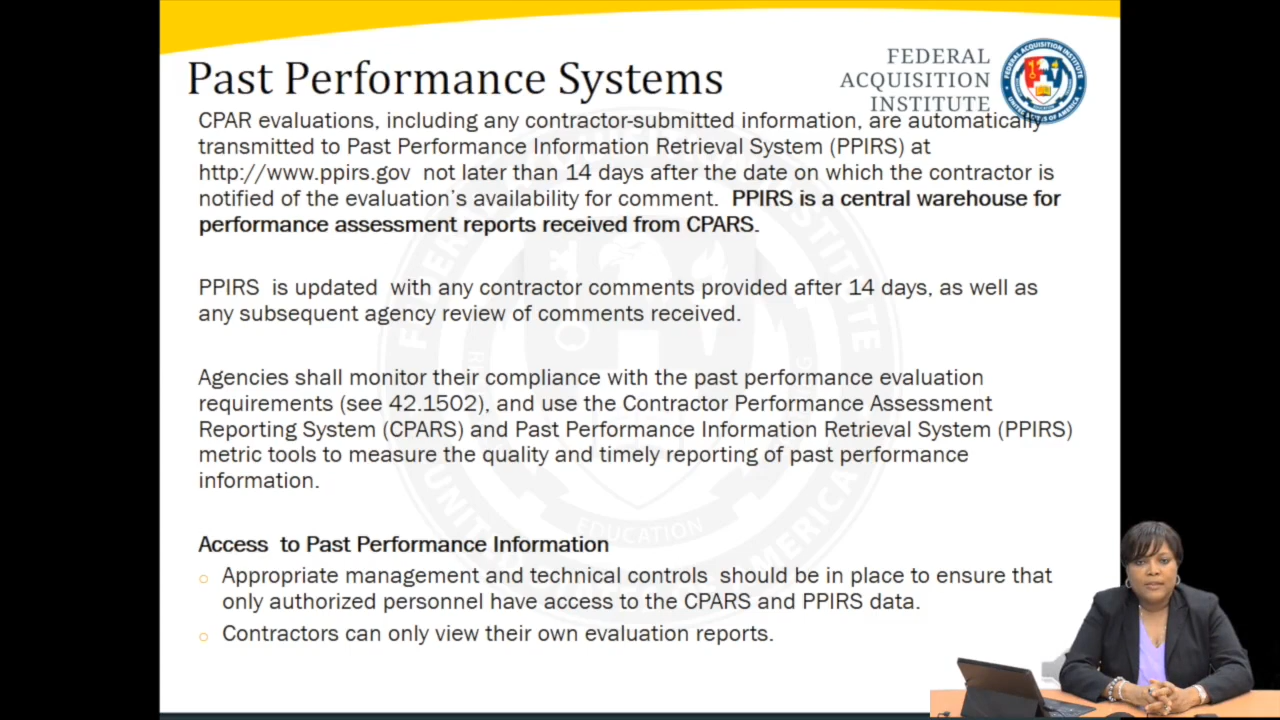 Past Performance Systems
FEDERAL
ACQUISITION
INSTITUTE
FEDERAL ACQUISITION INSTITUTE
CPAR evaluations, including any contractor-submitted information, are automatically
transmitted to Past Performance Information Retrieval System (PPIRS) at
http://www.ppirs.gov not later than 14 days after the date on which the contractor is
notified of the evaluation's availability for comment. PPIRS is a central warehouse for
performance assessment reports received from CPARS.
PPIRS is updated with any contractor comments provided after 14 days, as well as
any subsequent agency review of comments received.
Agencies shall monitor their compliance with the past performance evaluation
requirements (see 42.1502), and use the Contractor Performance Assessment
Reporting System (CPARS) and Past Performance Information Retrieval System (PPIRS)
metric tools to measure the quality and timely reporting of past performance
information.
EDUCATION
Access to Past Performance Information
Appropriate management and technical controls should be in place to ensure that
only authorized personnel have access to the CPARS and PPIRS data.
Contractors can only view their own evaluation reports.